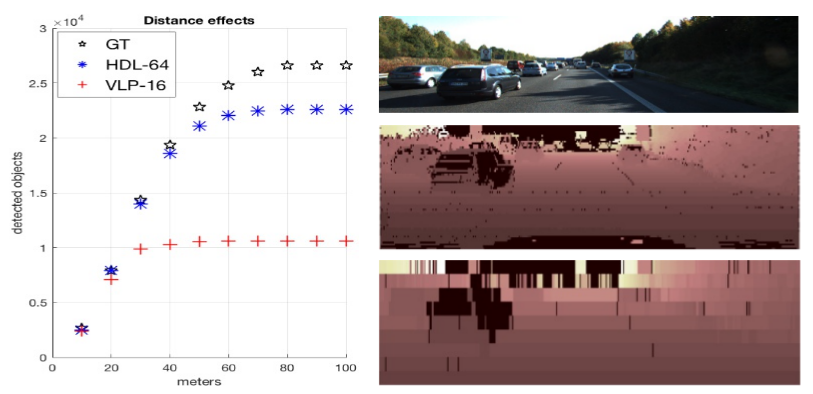 Distance effects
×10⁴
3
2.5
2
1.5
1
0.5
0
detected objects
GT
HDL-64
VLP-16
0 20 40 60 80 100
meters